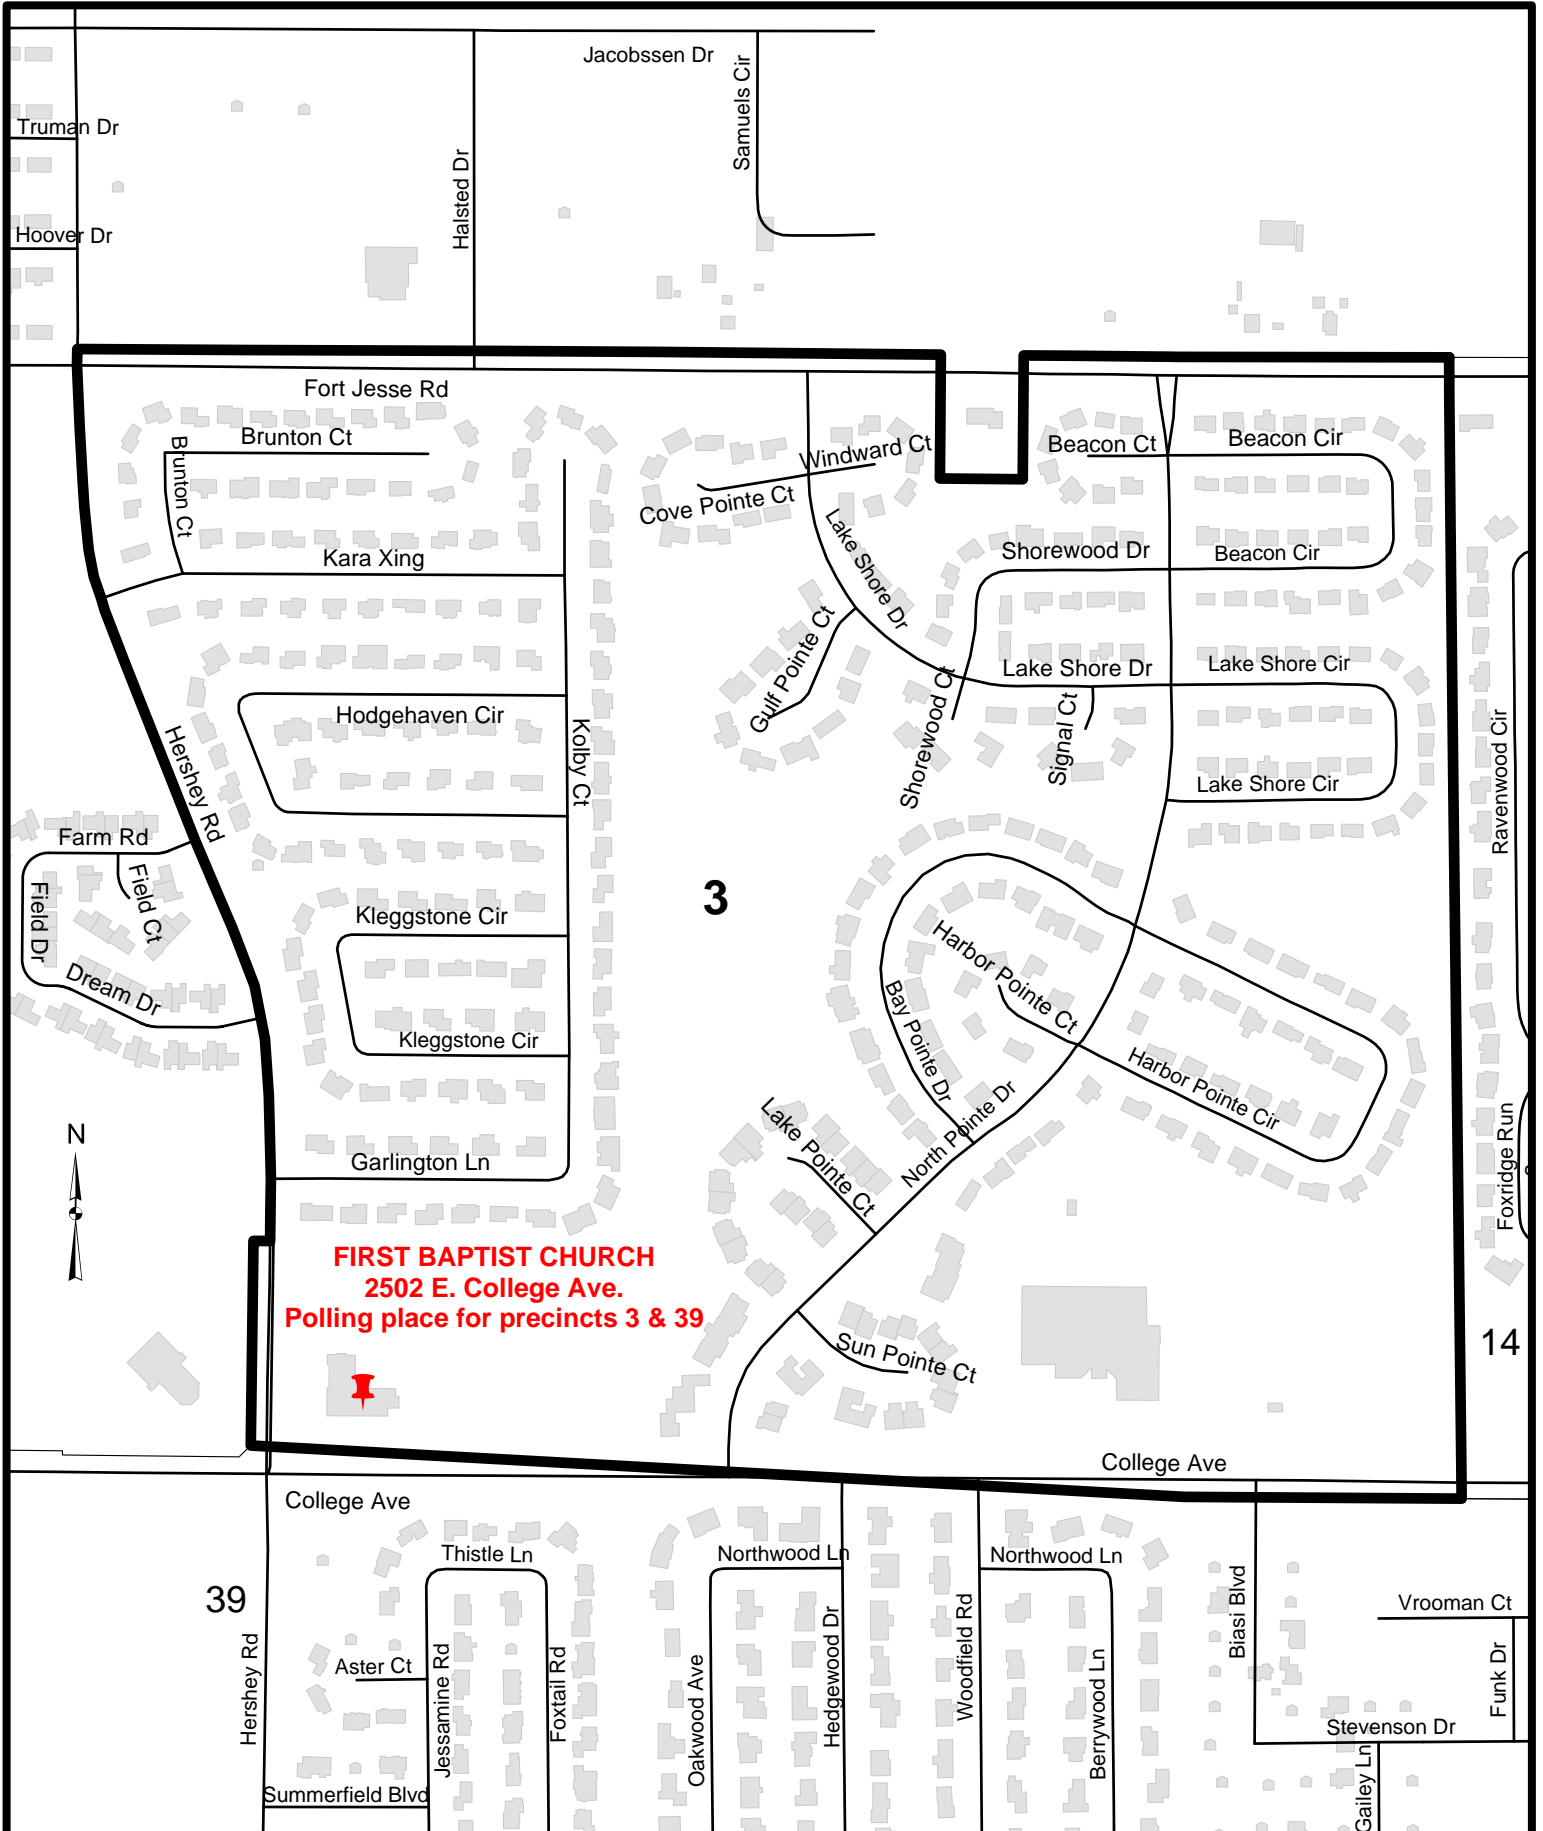 Jacobssen Dr
Samuels Cir
Truman Dr
Halsted Dr
Hoover Dr
Fort Jesse Rd
Brunton Ct
Brunton Ct
Windward Ct
Beacon Ct
Beacon Cir
Cove Pointe Ct
Lake Shore Dr
Kara Xing
Shorewood Dr
Beacon Cir
Gulf Pointe Ct
Lake Shore Dr
Lake Shore Cir
Shorewood Ct
Signal Ct
Hodgehaven Cir
Kolby Ct
Hershey Rd
Ravenwood Cir
Lake Shore Cir
Farm Rd
Field Ct
Field Dr
3
Kleggstone Cir
Harbor Pointe Ct
Dream Dr
Bay Pointe Dr
Kleggstone Cir
Harbor Pointe Cir
N
Lake Pointe Ct
North Pointe Dr
Foxridge Run
Garlington Ln
FIRST BAPTIST CHURCH
2502 E. College Ave.
Polling place for precincts 3 & 39
Sun Pointe Ct
14
College Ave
College Ave
Thistle Ln
Northwood Ln
Northwood Ln
39
Biasi Blvd
Vrooman Ct
Hershey Rd
Aster Ct
Jessamine Rd
Foxtail Rd
Oakwood Ave
Hedgewood Dr
Woodfield Rd
Berrywood Ln
Funk Dr
Stevenson Dr
Gailey Ln
Summerfield Blvd